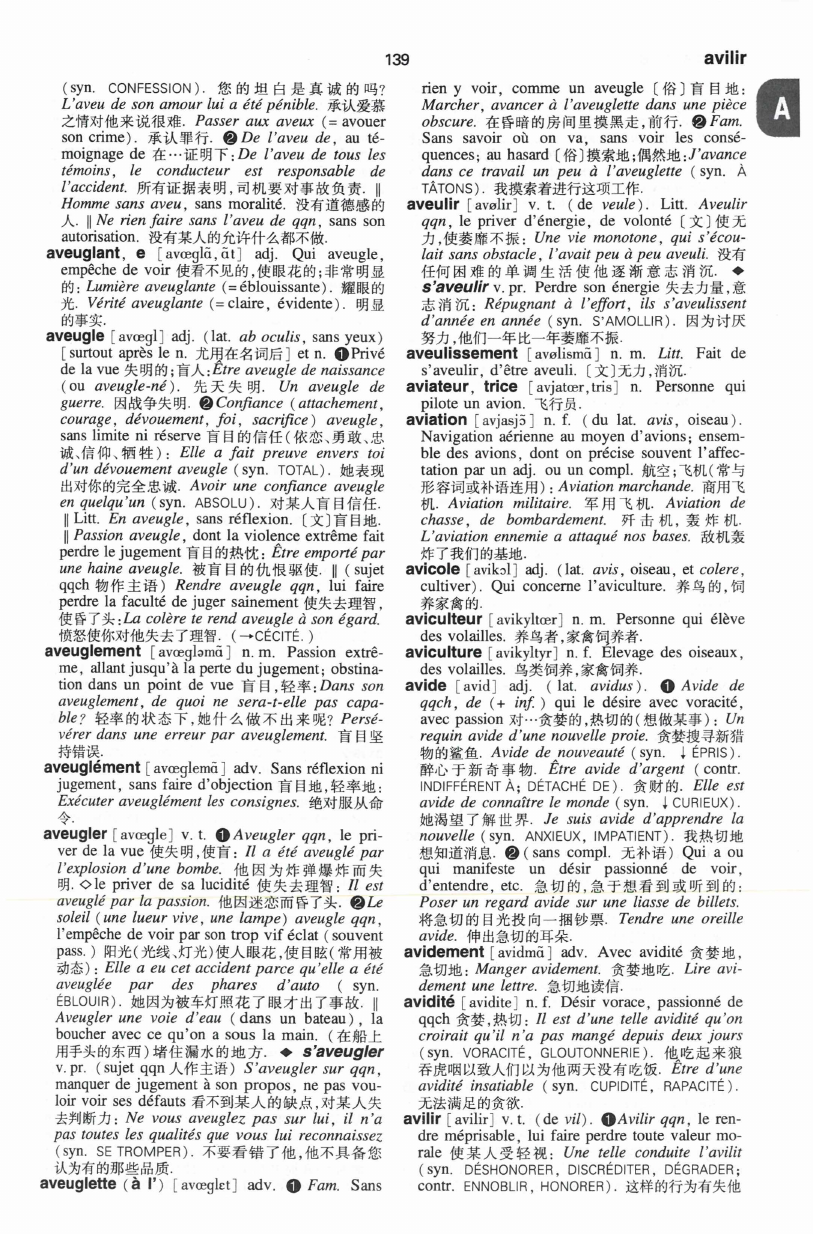 139
avilir
A
(syn. CONFESSION). 您的坦白是真诚的吗?
L'aveu de son amour lui a été pénible. 承认爱慕
之情对他来说很难. Passer aux aveux (= avouer
son crime). 承认罪行. ❷ De l'aveu de, au té-
moignage de 在…证明下: De l'aveu de tous les
témoins, le conducteur est responsable de
l'accident. 所有证据表明,司机要对事故负责. ‖
Homme sans aveu, sans moralité. 没有道德感的
人. ‖ Ne rien faire sans l'aveu de qqn, sans son
autorisation. 没有某人的允许什么都不做.
aveuglant, e [avœglɑ̃,ɑ̃t] adj. Qui aveugle,
empêche de voir 使看不见的,使眼花的;非常明显
的: Lumière aveuglante (= éblouissante). 耀眼的
光. Vérité aveuglante (= claire, évidente). 明显
的事实.
aveugle [avœgl] adj. (lat. ab oculis, sans yeux)
[surtout après le n. 尤用在名词后] et n. ❶ Privé
de la vue 失明的;盲人: Être aveugle de naissance
(ou aveugle-né). 先天失明. Un aveugle de
guerre. 因战争失明. ❷ Confiance (attachement,
courage, dévouement, foi, sacrifice) aveugle,
sans limite ni réserve 盲目的信任(依恋、勇敢、忠
诚、信仰、牺牲): Elle a fait preuve envers toi
d'un dévouement aveugle (syn. TOTAL). 她表现
出对你的完全忠诚. Avoir une confiance aveugle
en quelqu'un (syn. ABSOLU). 对某人盲目信任.
‖ Litt. En aveugle, sans réflexion. 〔文〕盲目地.
‖ Passion aveugle, dont la violence extrême fait
perdre le jugement 盲目的热忱: Être emporté par
une haine aveugle. 被盲目的仇恨驱使. ‖ (sujet
qqch 物作主语) Rendre aveugle qqn, lui faire
perdre la faculté de juger sainement 使失去理智,
使昏了头: La colère te rend aveugle à son égard.
愤怒使你对他失去了理智. (→CÉCITÉ.)
aveuglement [avœgləmɑ̃] n. m. Passion extrê-
me, allant jusqu'à la perte du jugement; obstina-
tion dans un point de vue 盲目,轻率: Dans son
aveuglement, de quoi ne sera-t-elle pas capa-
ble? 轻率的状态下,她什么做不出来呢? Persé-
vérer dans une erreur par aveuglement. 盲目坚
持错误.
aveuglément [avœglemɑ̃] adv. Sans réflexion ni
jugement, sans faire d'objection 盲目地,轻率地:
Exécuter aveuglément les consignes. 绝对服从命
令.
aveugler [avœgle] v. t. ❶ Aveugler qqn, le pri-
ver de la vue 使失明,使盲: Il a été aveuglé par
l'explosion d'une bombe. 他因为炸弹爆炸而失
明. ◇ le priver de sa lucidité 使失去理智: Il est
aveuglé par la passion. 他因迷恋而昏了头. ❷ Le
soleil (une lueur vive, une lampe) aveugle qqn,
l'empêche de voir par son trop vif éclat (souvent
pass.) 阳光(光线、灯光)使人眼花,使目眩(常用被
动态): Elle a eu cet accident parce qu'elle a été
aveuglée par des phares d'auto (syn.
ÉBLOUIR). 她因为被车灯照花了眼才出了事故. ‖
Aveugler une voie d'eau (dans un bateau), la
boucher avec ce qu'on a sous la main. (在船上
用手头的东西)堵住漏水的地方. ◆ s'aveugler
v. pr. (sujet qqn 人作主语) S'aveugler sur qqn,
manquer de jugement à son propos, ne pas vou-
loir voir ses défauts 看不到某人的缺点,对某人失
去判断力: Ne vous aveuglez pas sur lui, il n'a
pas toutes les qualités que vous lui reconnaissez
(syn. SE TROMPER). 不要看错了他,他不具备您
认为有的那些品质.
aveuglette (à l') [avœglɛt] adv. ❶ Fam. Sans
rien y voir, comme un aveugle 〔俗〕盲目地:
Marcher, avancer à l'aveuglette dans une pièce
obscure. 在昏暗的房间里摸黑走,前行. ❷ Fam.
Sans savoir où on va, sans voir les consé-
quences; au hasard〔俗〕摸索地;偶然地: J'avance
dans ce travail un peu à l'aveuglette (syn. À
TÂTONS). 我摸索着进行这项工作.
aveulir [avølir] v. t. (de veule). Litt. Aveulir
qqn, le priver d'énergie, de volonté 〔文〕使无
力,使萎靡不振: Une vie monotone, qui s'écou-
lait sans obstacle, l'avait peu à peu aveuli. 没有
任何困难的单调生活使他逐渐意志消沉. ◆
s'aveulir v. pr. Perdre son énergie 失去力量,意
志消沉: Répugnant à l'effort, ils s'aveulissent
d'année en année (syn. S'AMOLLIR). 因为讨厌
努力,他们一年比一年萎靡不振.
aveulissement [avølismɑ̃] n. m. Litt. Fait de
s'aveulir, d'être aveuli. 〔文〕无力,消沉.
aviateur, trice [avjatœr,tris] n. Personne qui
pilote un avion. 飞行员.
aviation [avjasjɔ̃] n. f. (du lat. avis, oiseau).
Navigation aérienne au moyen d'avions; ensem-
ble des avions, dont on précise souvent l'affec-
tation par un adj. ou un compl. 航空;飞机(常与
形容词或补语连用): Aviation marchande. 商用飞
机. Aviation militaire. 军用飞机. Aviation de
chasse, de bombardement. 歼击机,轰炸机.
L'aviation ennemie a attaqué nos bases. 敌机轰
炸了我们的基地.
avicole [avikɔl] adj. (lat. avis, oiseau, et colere,
cultiver). Qui concerne l'aviculture. 养鸟的,饲
养家禽的.
aviculteur [avikyltœr] n. m. Personne qui élève
des volailles. 养鸟者,家禽饲养者.
aviculture [avikyltyr] n. f. Élevage des oiseaux,
des volailles. 鸟类饲养,家禽饲养.
avide [avid] adj. (lat. avidus). ❶ Avide de
qqch, de (+ inf.) qui le désire avec voracité,
avec passion 对…贪婪的,热切的(想做某事): Un
requin avide d'une nouvelle proie. 贪婪搜寻新猎
物的鲨鱼. Avide de nouveauté (syn. ↓ ÉPRIS).
醉心于新奇事物. Être avide d'argent (contr.
INDIFFÉRENT À; DÉTACHÉ DE). 贪财的. Elle est
avide de connaître le monde (syn. ↓ CURIEUX).
她渴望了解世界. Je suis avide d'apprendre la
nouvelle (syn. ANXIEUX, IMPATIENT). 我热切地
想知道消息. ❷ (sans compl. 无补语) Qui a ou
qui manifeste un désir passionné de voir,
d'entendre, etc. 急切的,急于想看到或听到的:
Poser un regard avide sur une liasse de billets.
将急切的目光投向一捆钞票. Tendre une oreille
avide. 伸出急切的耳朵.
avidement [avidmɑ̃] adv. Avec avidité 贪婪地,
急切地: Manger avidement. 贪婪地吃. Lire avi-
dement une lettre. 急切地读信.
avidité [avidite] n. f. Désir vorace, passionné de
qqch 贪婪,热切: Il est d'une telle avidité qu'on
croirait qu'il n'a pas mangé depuis deux jours
(syn. VORACITÉ, GLOUTONNERIE). 他吃起来狼
吞虎咽以致人们以为他两天没有吃饭. Être d'une
avidité insatiable (syn. CUPIDITÉ, RAPACITÉ).
无法满足的贪欲.
avilir [avilir] v. t. (de vil). ❶ Avilir qqn, le ren-
dre méprisable, lui faire perdre toute valeur mo-
rale 使某人受轻视: Une telle conduite l'avilit
(syn. DÉSHONORER, DISCRÉDITER, DÉGRADER;
contr. ENNOBLIR, HONORER). 这样的行为有失他